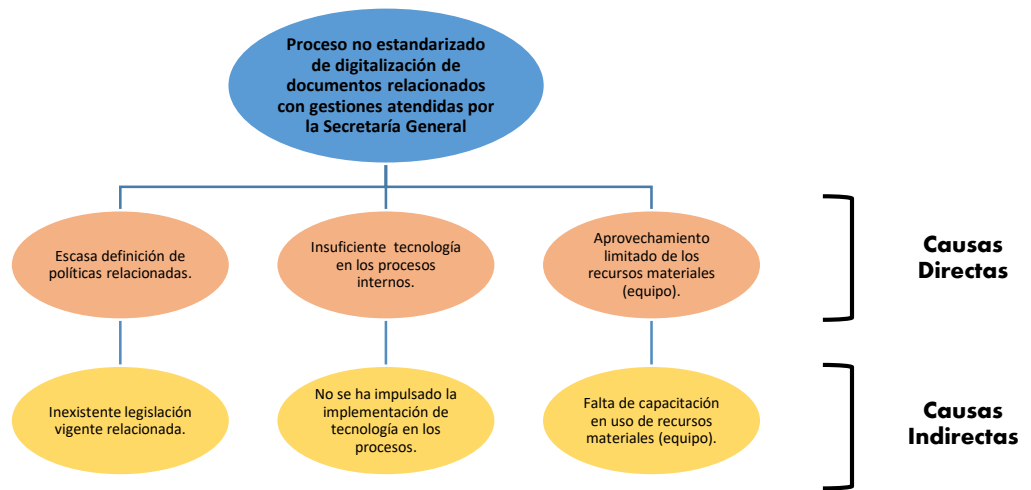 Proceso no estandarizado
de digitalización de
documentos relacionados
con gestiones atendidas por
la Secretaría General
Escasa definición de
políticas relacionadas.
Insuficiente tecnología
en los procesos
internos.
Aprovechamiento
limitado de los
recursos materiales
(equipo).
Causas
Directas
Inexistente legislación
vigente relacionada.
No se ha impulsado la
implementación de
tecnología en los
procesos.
Falta de capacitación
en uso de recursos
materiales (equipo).
Causas
Indirectas